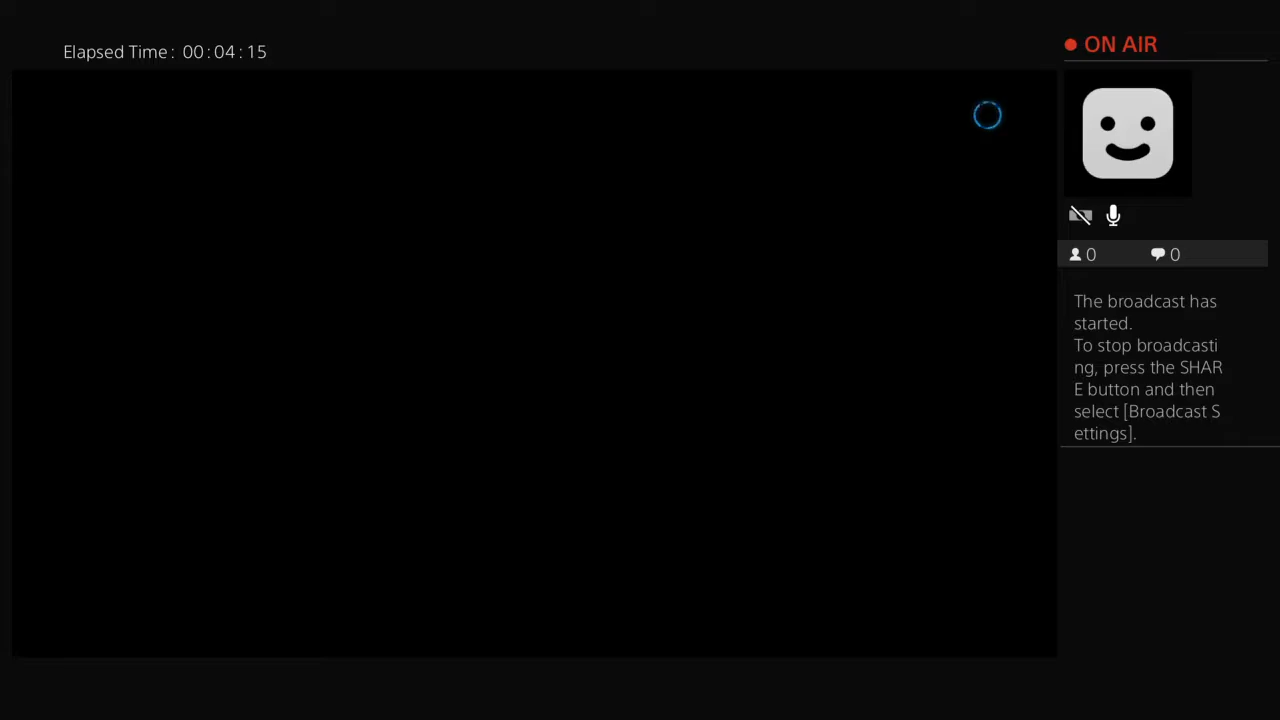 Elapsed Time: 00:04:15
ON AIR
0 0
The broadcast has
started.
To stop broadcasti
ng, press the SHAR
E button and then
select [Broadcast S
ettings].